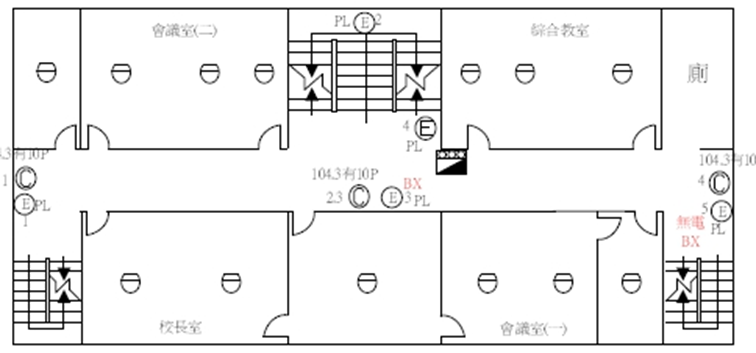 PL E 2
會議室(二)
綜合教室
廁
4 E
PL
.3有10P
1 C
E PL
1
104.3有10P
2.3 C E 3 PL
BX
104.3有10
4 C
5 E
PL
無電
BX
校長室
會議室(一)